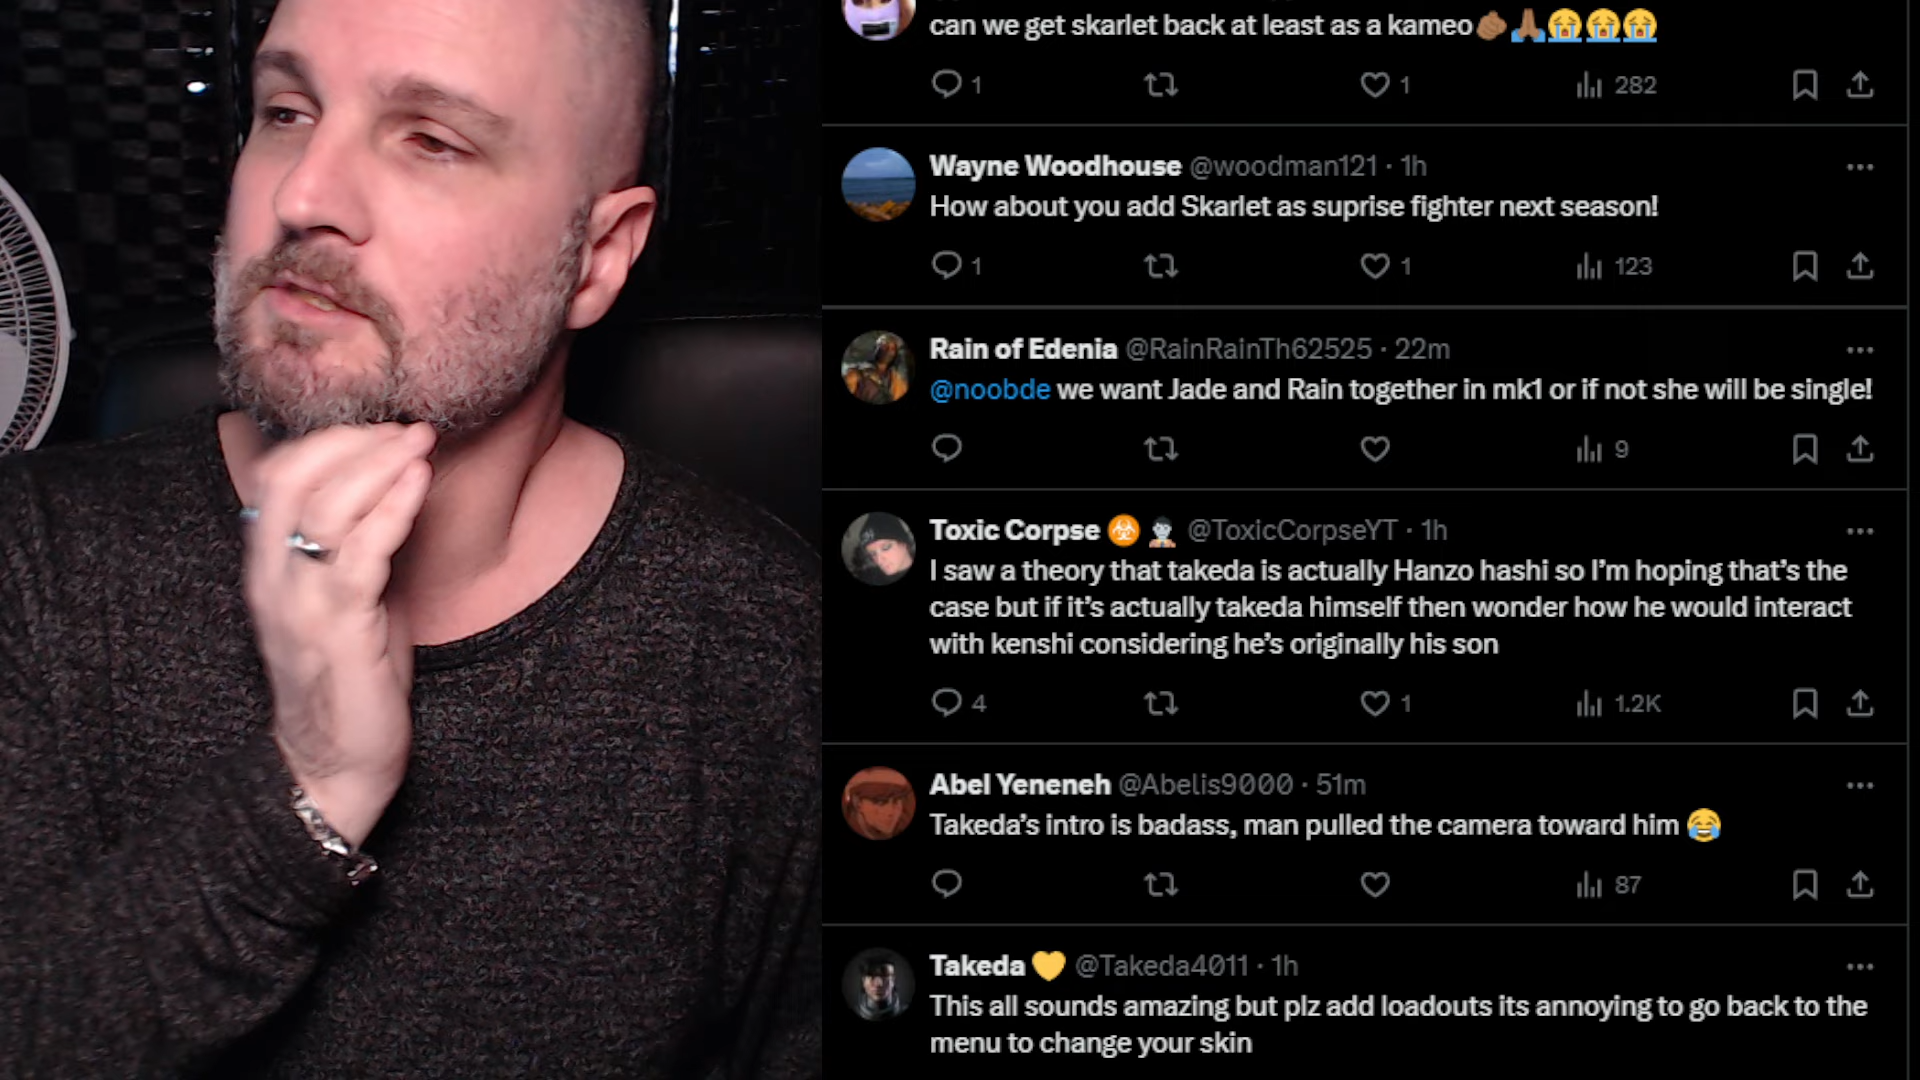 can we get skarlet back at least as a kameo🫵🏽🙏🏽😭😭😭
1 1 282
Wayne Woodhouse @woodman121 · 1h
How about you add Skarlet as suprise fighter next season!
1 1 123
Rain of Edenia @RainRainTh62525 · 22m
@noobde we want Jade and Rain together in mk1 or if not she will be single!
9
Toxic Corpse ☣️🧛🏻 @ToxicCorpseYT · 1h
I saw a theory that takeda is actually Hanzo hashi so I’m hoping that’s the
case but if it’s actually takeda himself then wonder how he would interact
with kenshi considering he’s originally his son
4 1 1.2K
Abel Yeneneh @Abelis9000 · 51m
Takeda’s intro is badass, man pulled the camera toward him 😂
87
Takeda 💛 @Takeda4011 · 1h
This all sounds amazing but plz add loadouts its annoying to go back to the
menu to change your skin